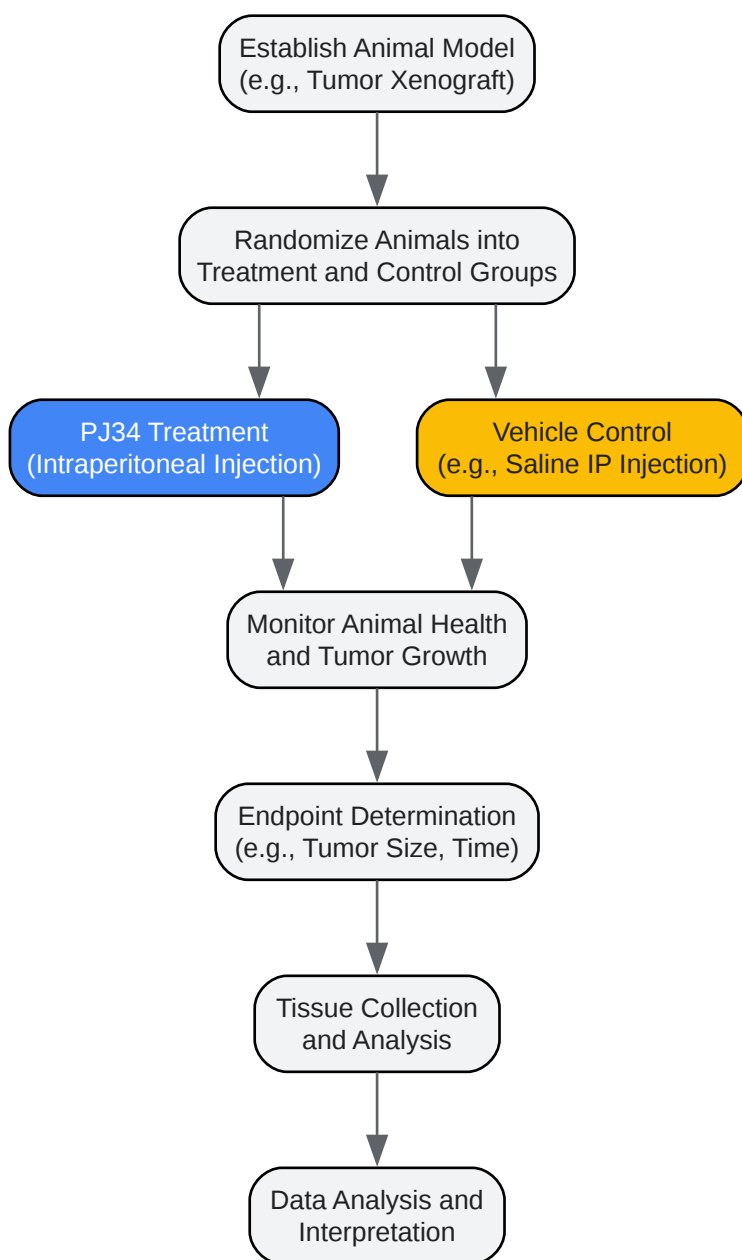 Establish Animal Model
(e.g., Tumor Xenograft)
Randomize Animals into
Treatment and Control Groups
PJ34 Treatment
(Intraperitoneal Injection)
Vehicle Control
(e.g., Saline IP Injection)
Monitor Animal Health
and Tumor Growth
Endpoint Determination
(e.g., Tumor Size, Time)
Tissue Collection
and Analysis
Data Analysis and
Interpretation